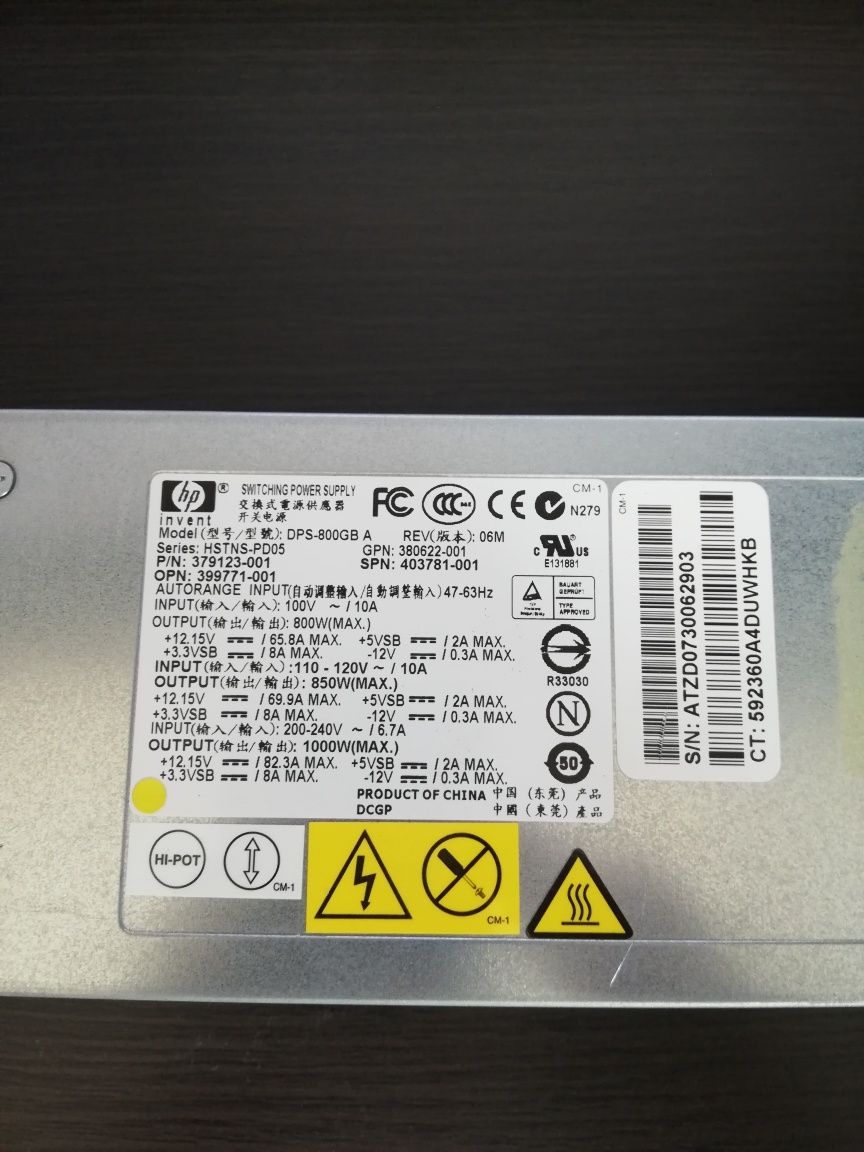 hp ®
invent
SWITCHING POWER SUPPLY
交換式電源供應器
开关电源
FC CCC S&E CE N279
CM-1
Model(型号/型號): DPS-800GB A REV(版本): 06M
Series: HSTNS-PD05 GPN: 380622-001
P/N: 379123-001 SPN: 403781-001
OPN: 399771-001
c RU US
E131881
AUTORANGE INPUT(自动调整输入/自動調整輸入) 47-63Hz
INPUT(输入/輸入): 100V ~ / 10A
OUTPUT(输出/輸出): 800W(MAX.)
+12.15V / 65.8A MAX. +5VSB / 2A MAX.
+3.3VSB / 8A MAX. -12V / 0.3A MAX.
INPUT(输入/輸入): 110 - 120V ~ / 10A
OUTPUT(输出/輸出): 850W(MAX.)
+12.15V / 69.9A MAX. +5VSB / 2A MAX.
+3.3VSB / 8A MAX. -12V / 0.3A MAX.
INPUT(输入/輸入): 200-240V ~ / 6.7A
OUTPUT(输出/輸出): 1000W(MAX.)
+12.15V / 82.3A MAX. +5VSB / 2A MAX.
+3.3VSB / 8A MAX. -12V / 0.3A MAX.
PRODUCT OF CHINA 中国 (东莞) 产品
DCGP 中國 (東莞) 產品
BAUART
GEPRÜFT
TYPE
APPROVED
R33030
N
50
CM-1
S/N: ATZD0730062903
CT: 592360A4DUWHKB
HI-POT
CM-1
CM-1